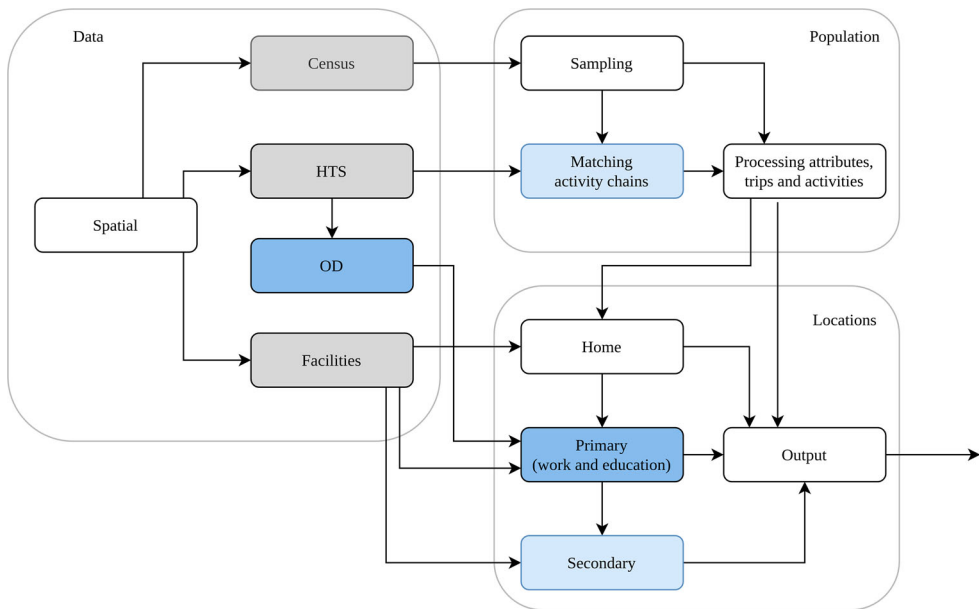 Data
Census
HTS
Spatial
OD
Facilities
Population
Sampling
Matching
activity chains
Processing attributes,
trips and activities
Locations
Home
Primary
(work and education)
Output
Secondary